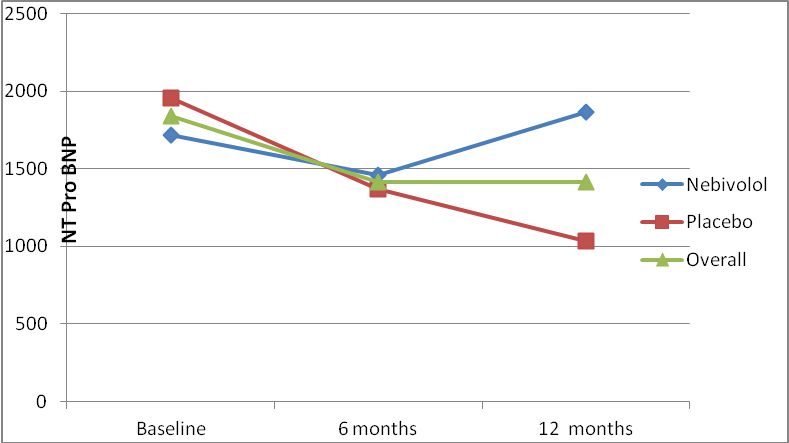 2500
2000
1500
1000
500
0
NT Pro BNP
Baseline
6 months
12 months
Nebivolol
Placebo
Overall